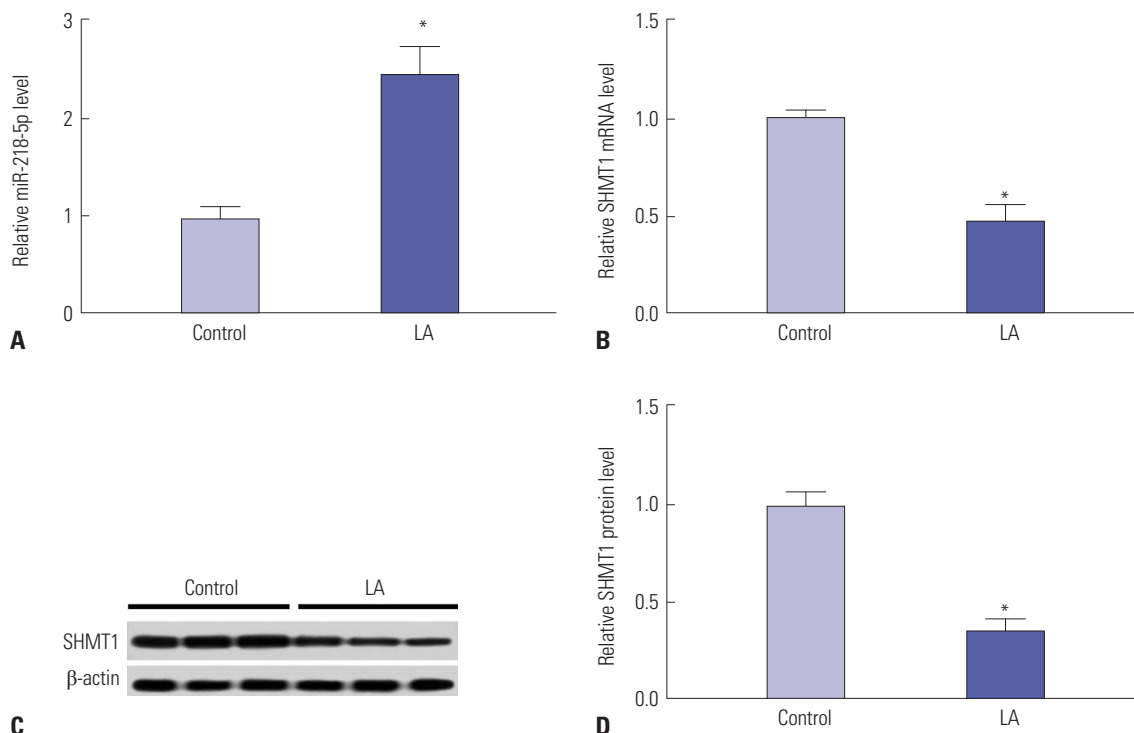 3
2
1
0
Relative miR-218-5p level
*
Control
LA
A
1.5
1.0
0.5
0.0
Relative SHMT1 mRNA level
*
Control
LA
B
Control
LA
SHMT1
β-actin
C
1.5
1.0
0.5
0.0
Relative SHMT1 protein level
*
Control
LA
D